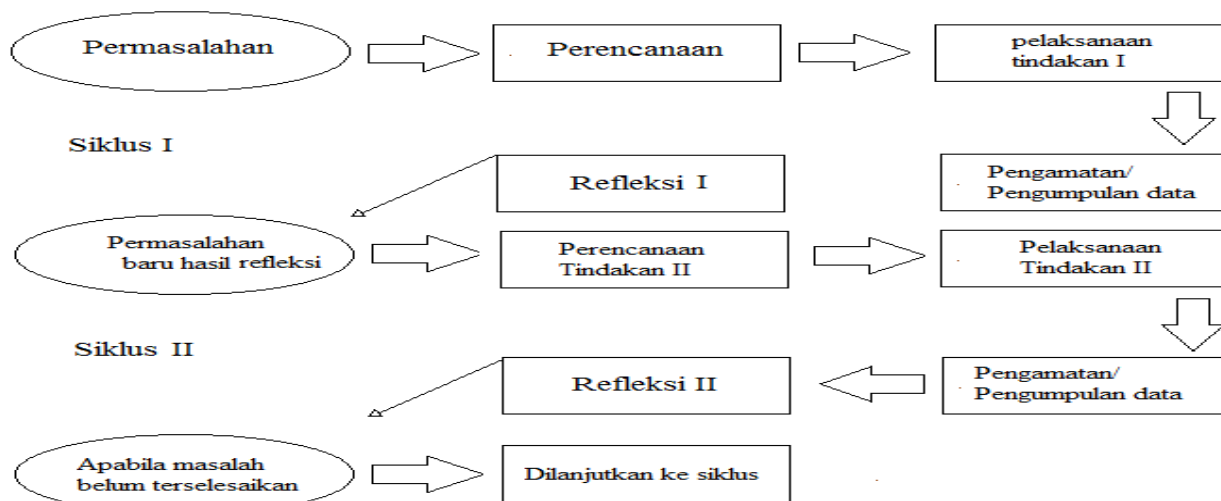 Permasalahan
Perencanaan
pelaksanaan
tindakan I
Siklus I
Refleksi I
Pengamatan/
Pengumpulan data
Permasalahan
baru hasil refleksi
Perencanaan
Tindakan II
Pelaksanaan
Tindakan II
Siklus II
Refleksi II
Pengamatan/
Pengumpulan data
Apabila masalah
belum terselesaikan
Dilanjutkan ke siklus